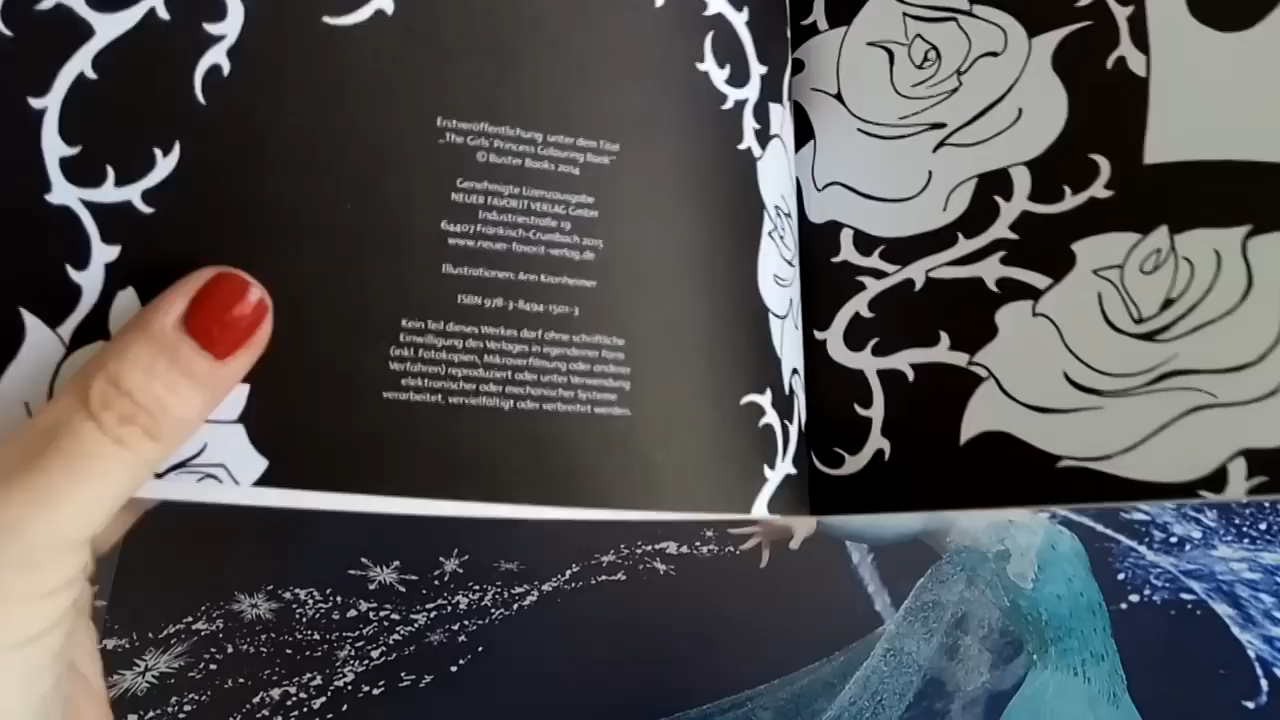 Erstveröffentlichung unter dem Titel
„The Girls' Princess Colouring Book"
© Buster Books 2014
Genehmigte Lizenzausgabe
NEUER FAVORIT VERLAG GmbH
Industriestraße 19
64407 Fränkisch-Crumbach 2015
www.neuer-favorit-verlag.de
Illustrationen: Ann Kronheimer
ISBN 978-3-8494-1501-3
Kein Teil dieses Werkes darf ohne schriftliche
Einwilligung des Verlages in irgendeiner Form
(inkl. Fotokopien, Mikroverfilmung oder anderer
Verfahren) reproduziert oder unter Verwendung
elektronischer oder mechanischer Systeme
verarbeitet, vervielfältigt oder verbreitet werden.